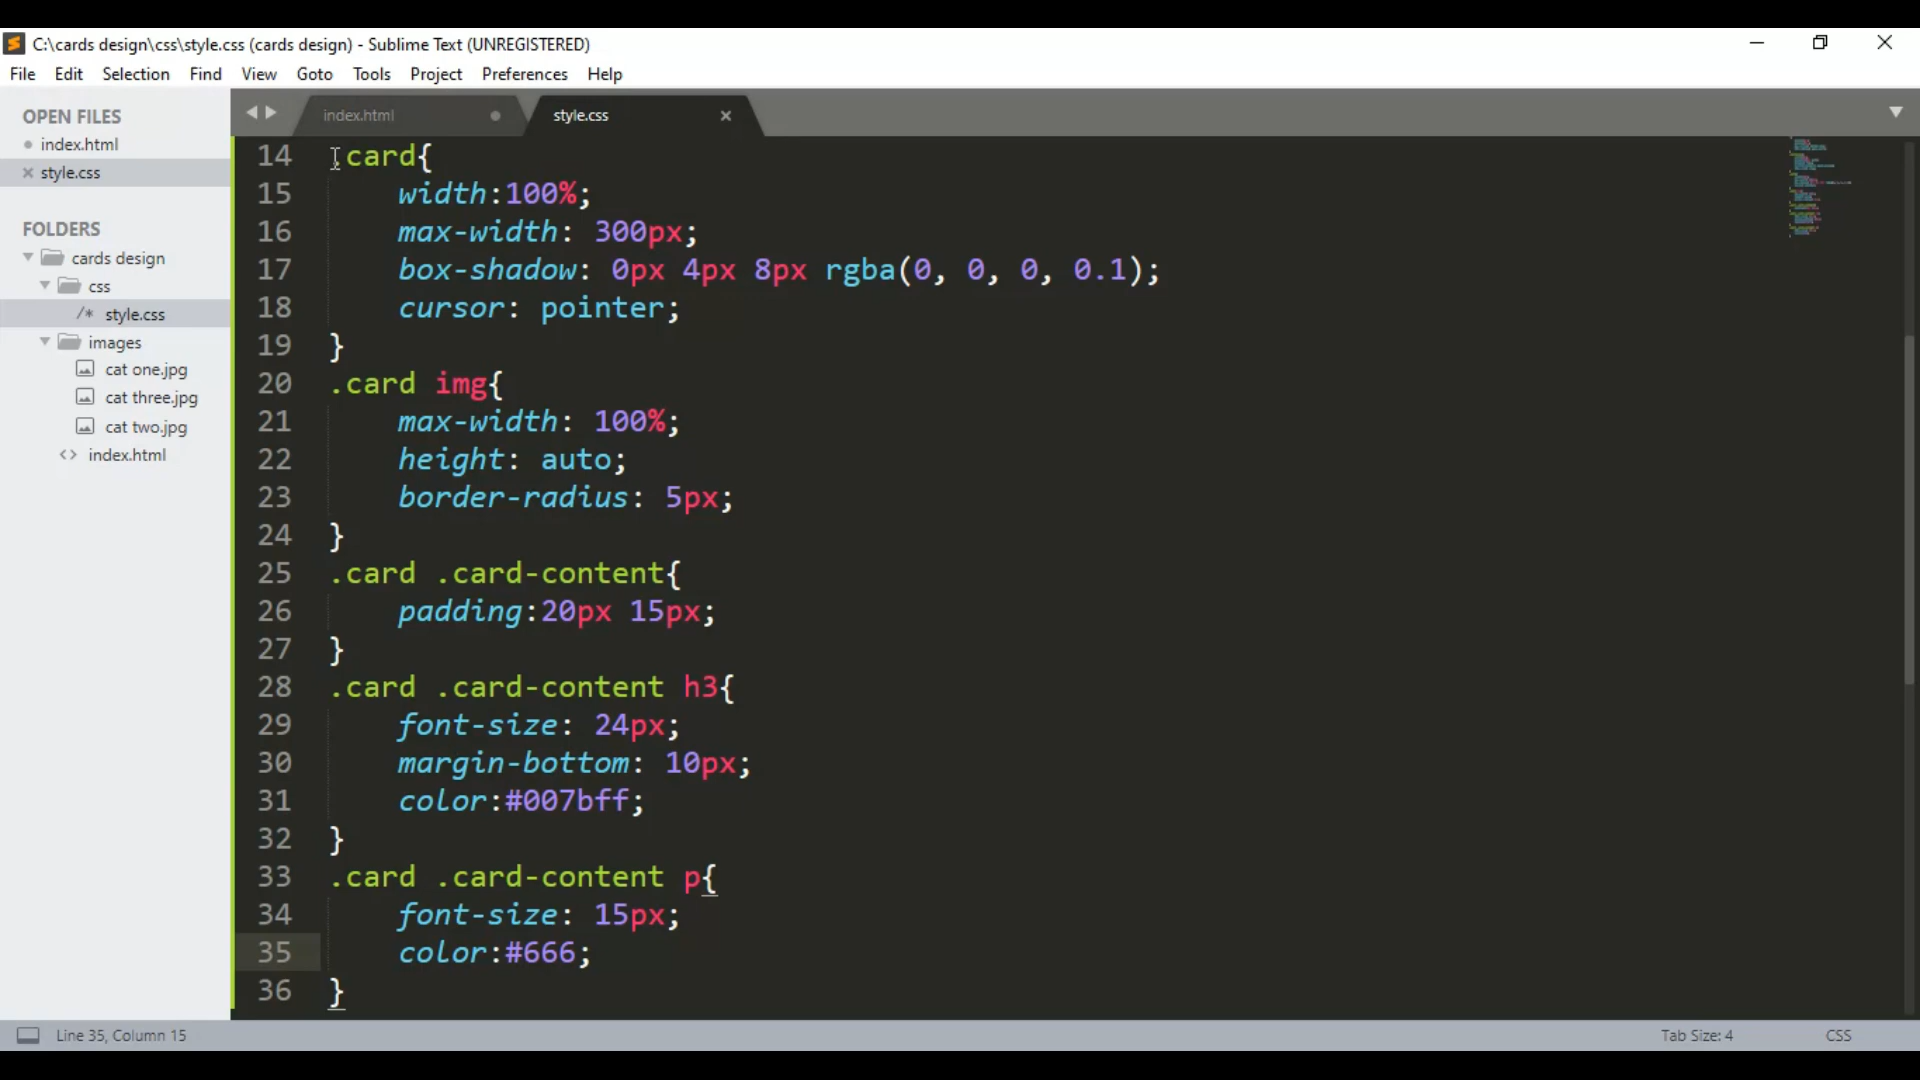 C:\cards design\css\style.css (cards design) - Sublime Text (UNREGISTERED)
File Edit Selection Find View Goto Tools Project Preferences Help
OPEN FILES
index.html
style.css
FOLDERS
cards design
css
/* style.css
images
cat one.jpg
cat three.jpg
cat two.jpg
<> index.html
index.html style.css
14 .card{
15 width:100%;
16 max-width: 300px;
17 box-shadow: 0px 4px 8px rgba(0, 0, 0, 0.1);
18 cursor: pointer;
19 }
20 .card img{
21 max-width: 100%;
22 height: auto;
23 border-radius: 5px;
24 }
25 .card .card-content{
26 padding:20px 15px;
27 }
28 .card .card-content h3{
29 font-size: 24px;
30 margin-bottom: 10px;
31 color:#007bff;
32 }
33 .card .card-content p{
34 font-size: 15px;
35 color:#666;
36 }
Line 35, Column 15 Tab Size: 4 CSS